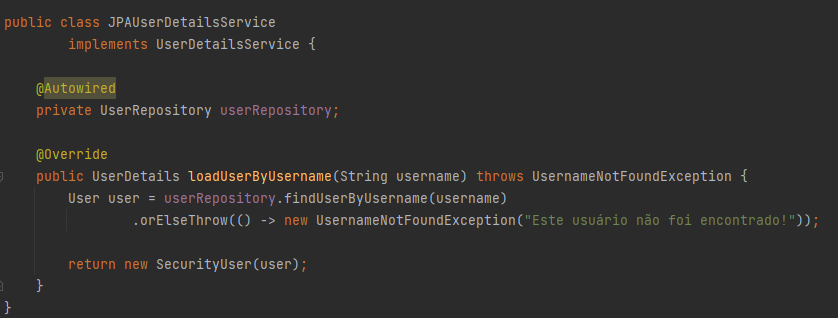 public class JPAUserDetailsService
implements UserDetailsService {
@Autowired
private UserRepository userRepository;
@Override
public UserDetails loadUserByUsername(String username) throws UsernameNotFoundException {
User user = userRepository.findUserByUsername(username)
.orElseThrow(() -> new UsernameNotFoundException("Este usuário não foi encontrado!"));
return new SecurityUser(user);
}
}